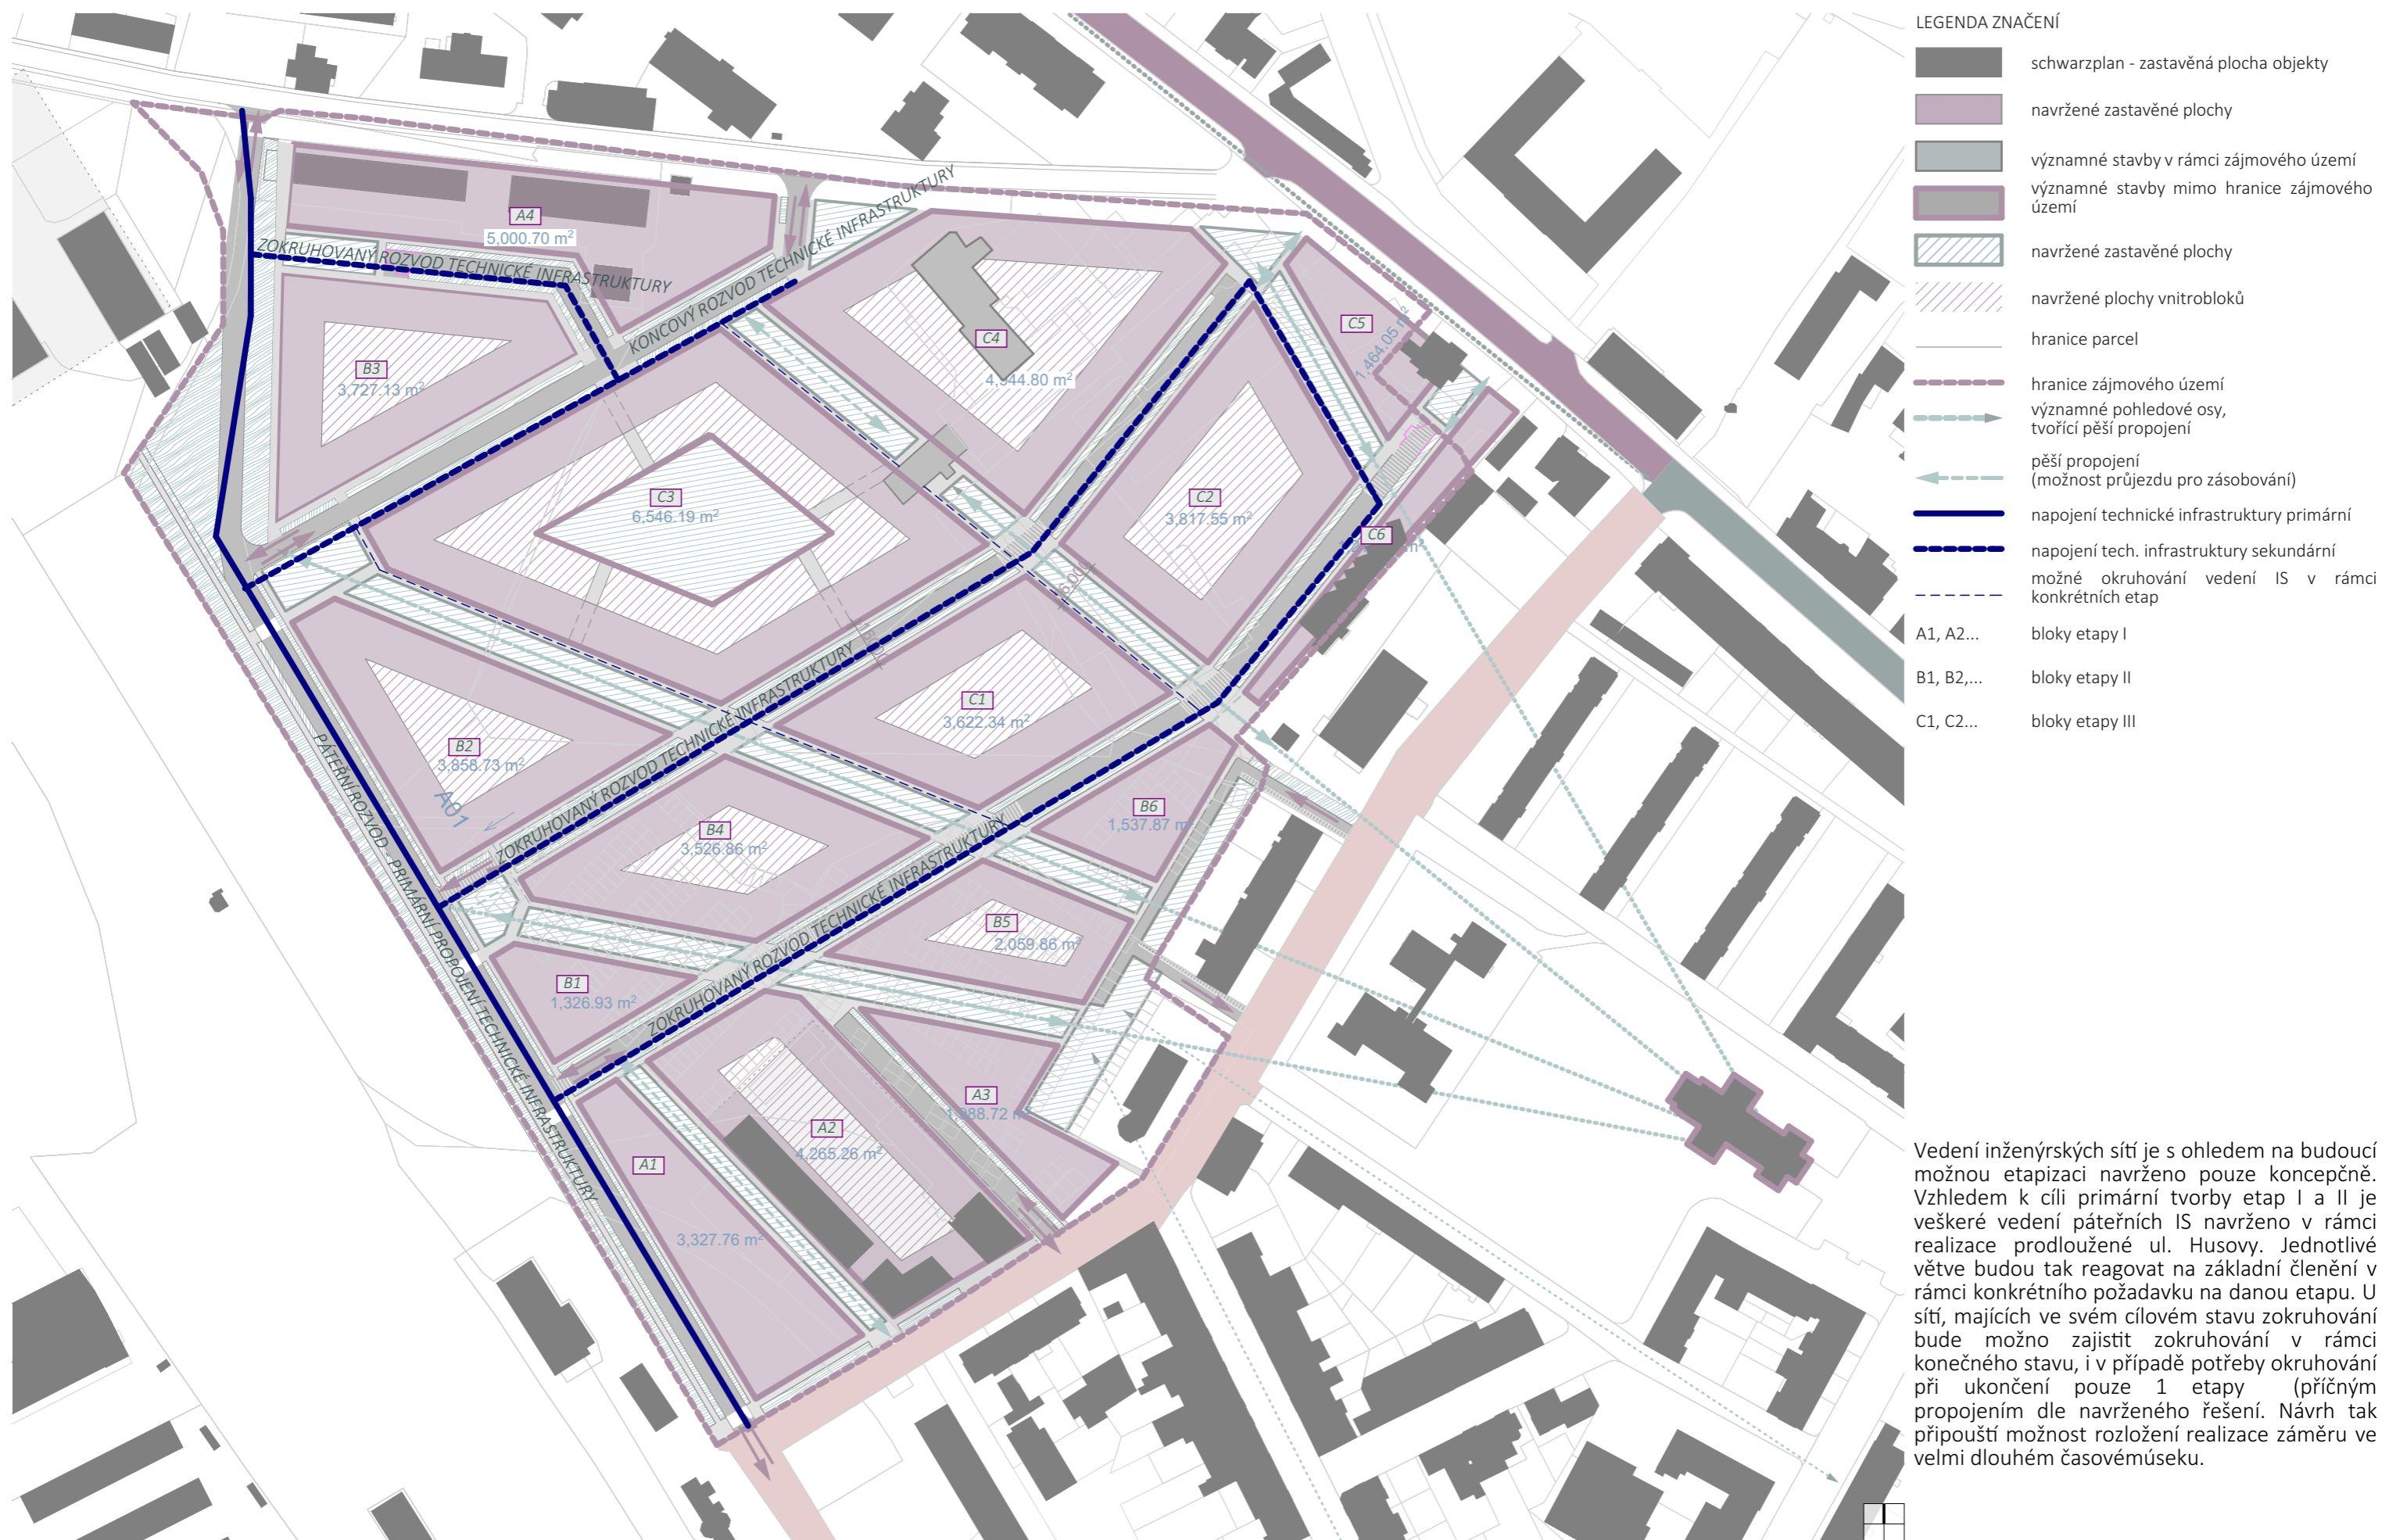 LEGENDA ZNAČENÍ
schwarzplan - zastavěná plocha objekty
navržené zastavěné plochy
významné stavby v rámci zájmového území
významné stavby mimo hranice zájmového
území
navržené zastavěné plochy
navržené plochy vnitrobloků
hranice parcel
hranice zájmového území
významné pohledové osy,
tvořící pěší propojení
pěší propojení
(možnost průjezdu pro zásobování)
napojení technické infrastruktury primární
napojení tech. infrastruktury sekundární
možné okruhování vedení IS v rámci
konkrétních etap
A1, A2... bloky etapy I
B1, B2,... bloky etapy II
C1, C2... bloky etapy III
Vedení inženýrských sítí je s ohledem na budoucí
možnou etapizaci navrženo pouze koncepčně.
Vzhledem k cíli primární tvorby etap I a II je
veškeré vedení páteřních IS navrženo v rámci
realizace prodloužené ul. Husovy. Jednotlivé
větve budou tak reagovat na základní členění v
rámci konkrétního požadavku na danou etapu. U
sítí, majících ve svém cílovém stavu zokruhování
bude možno zajistit zokruhování v rámci
konečného stavu, i v případě potřeby okruhování
při ukončení pouze 1 etapy (příčným
propojením dle navrženého řešení. Návrh tak
připouští možnost rozložení realizace záměru ve
velmi dlouhém časovémúseku.
A4
5,000.70 m²
ZOKRUHOVANÝ ROZVOD TECHNICKÉ INFRASTRUKTURY
KONCOVÝ ROZVOD TECHNICKÉ INFRASTRUKTURY
B3
3,727.13 m²
C4
4,944.80 m²
C5
1,464.05 m²
C3
6,546.19 m²
C2
3,817.55 m²
C6
m²
C1
3,622.34 m²
B2
3,858.73 m²
A01
ZOKRUHOVANÝ ROZVOD TECHNICKÉ INFRASTRUKTURY
B4
3,526.86 m²
B6
1,537.87 m²
B5
2,059.86 m²
B1
1,326.93 m²
ZOKRUHOVANÝ ROZVOD TECHNICKÉ INFRASTRUKTURY
PÁTEŘNÍ ROZVOD - PRIMÁRNÍ PROPOJENÍ TECHNICKÉ INFRASTRUKTURY
A3
A2
4,265.26 m²
A1
3,327.76 m²